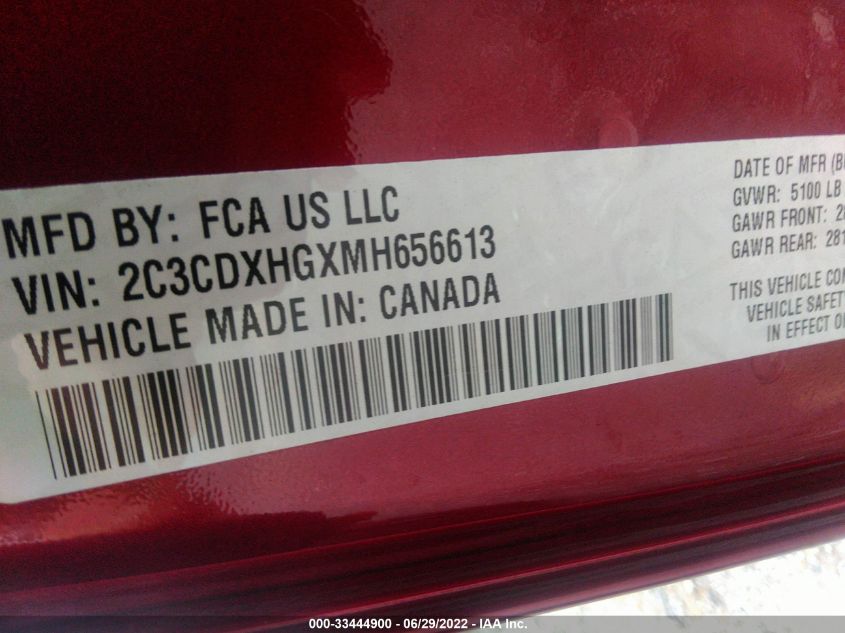 MFD BY: FCA US LLC
VIN: 2C3CDXHGXMH656613
VEHICLE MADE IN: CANADA
DATE OF MFR
GVWR: 5100 LB
GAWR FRONT:
GAWR REAR:
THIS VEHICLE
VEHICLE SAFETY
IN EFFECT
000-33444900 - 06/29/2022 - IAA Inc.